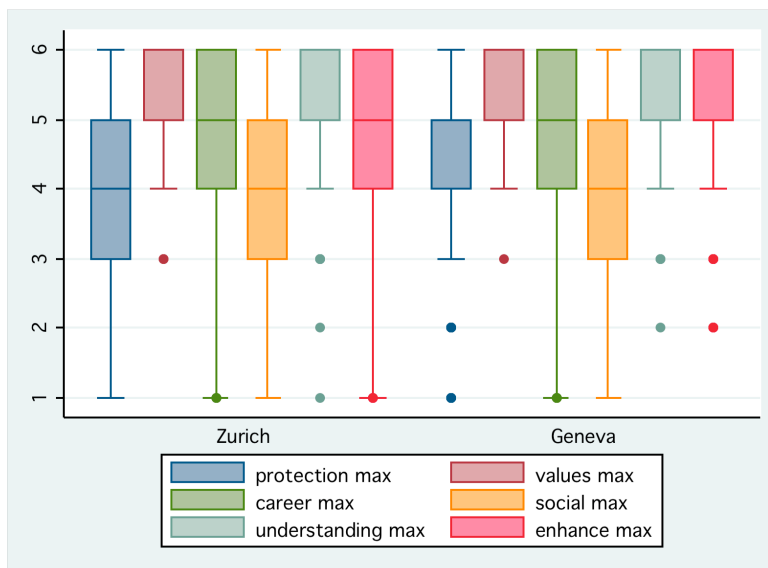 6
5
4
3
2
1
Zurich Geneva
protection max values max
career max social max
understanding max enhance max